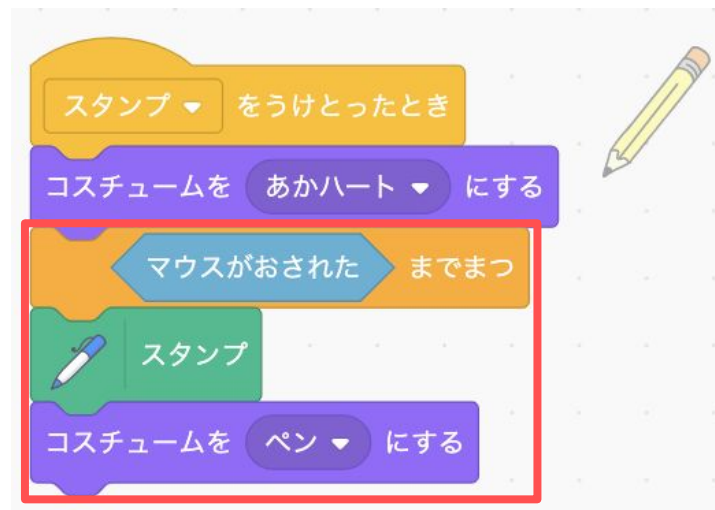 スタンプ をうけとったとき
コスチュームを あかハート にする
マウスがおされた までまつ
スタンプ
コスチュームを ペン にする